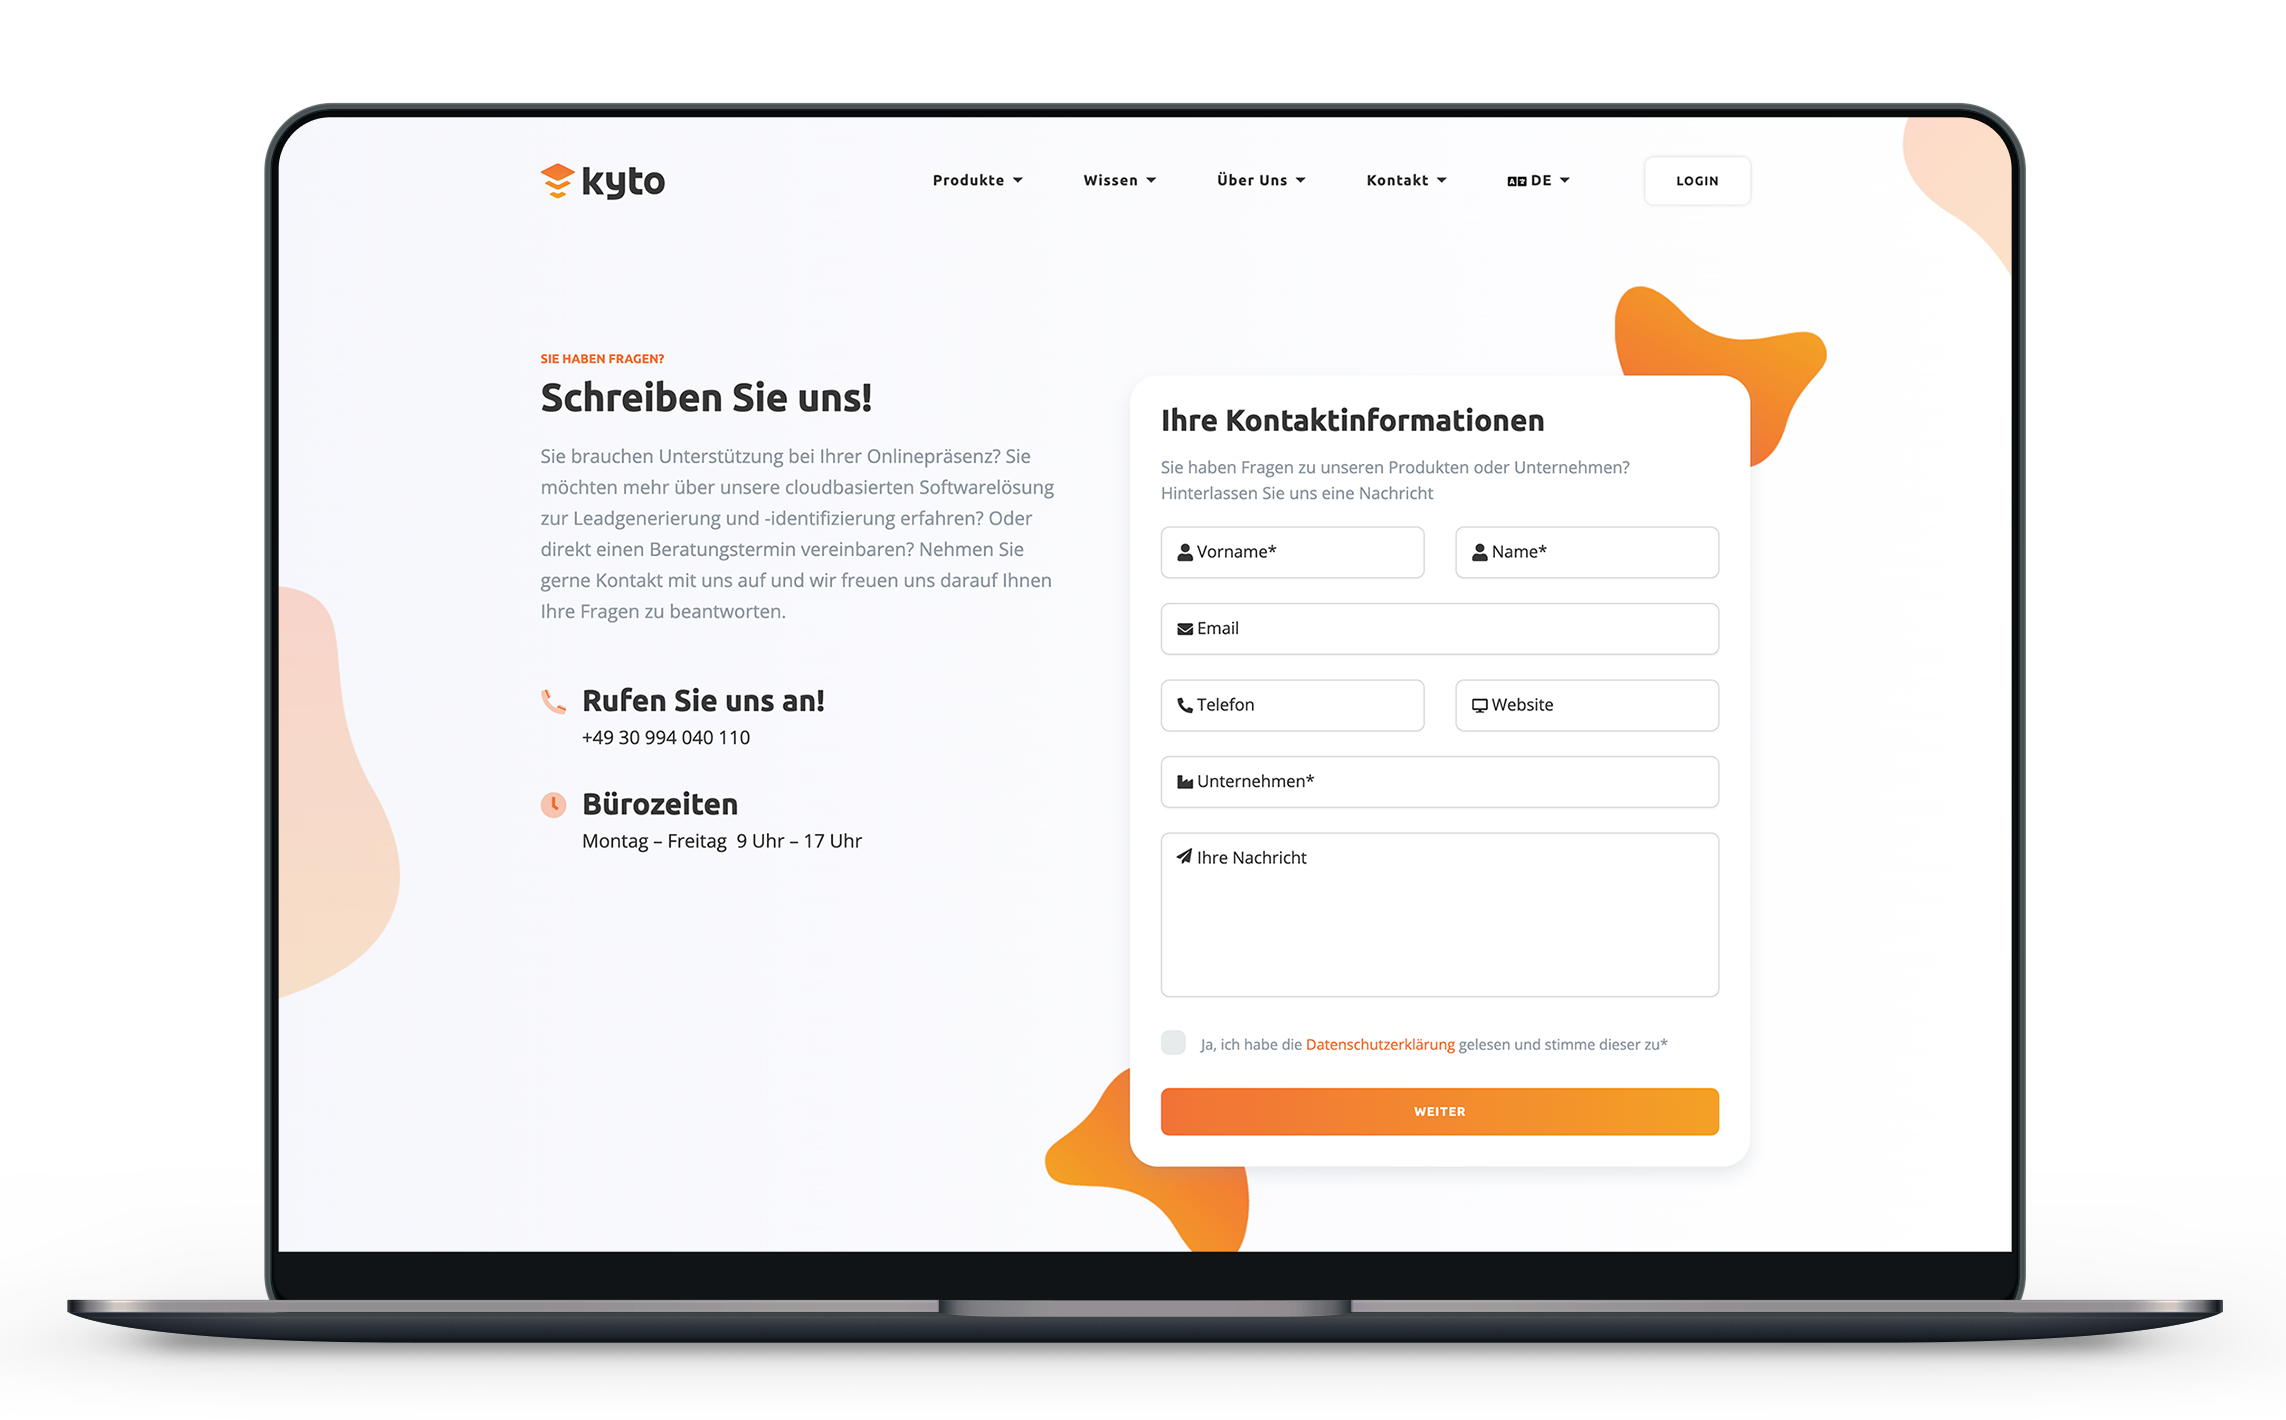 kyto
Produkte
Wissen
Über Uns
Kontakt
DE
LOGIN
SIE HABEN FRAGEN?
Schreiben Sie uns!
Sie brauchen Unterstützung bei Ihrer Onlinepräsenz? Sie
möchten mehr über unsere cloudbasierten Softwarelösung
zur Leadgenerierung und -identifizierung erfahren? Oder
direkt einen Beratungstermin vereinbaren? Nehmen Sie
gerne Kontakt mit uns auf und wir freuen uns darauf Ihnen
Ihre Fragen zu beantworten.
Rufen Sie uns an!
+49 30 994 040 110
Bürozeiten
Montag – Freitag  9 Uhr – 17 Uhr
Ihre Kontaktinformationen
Sie haben Fragen zu unseren Produkten oder Unternehmen?
Hinterlassen Sie uns eine Nachricht
Vorname*
Name*
Email
Telefon
Website
Unternehmen*
Ihre Nachricht
Ja, ich habe die Datenschutzerklärung gelesen und stimme dieser zu*
WEITER